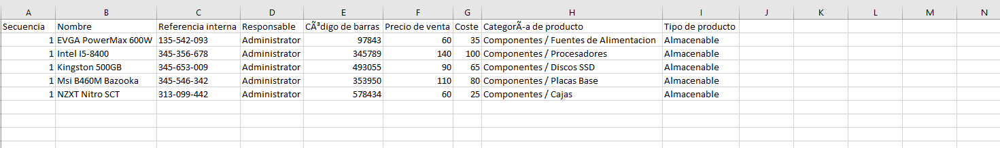 A B C D E F G H I J K L M N
Secuencia Nombre Referencia interna Responsable CÃ³digo de barras Precio de venta Coste CategorÃ-a de producto Tipo de producto
1 EVGA PowerMax 600W 135-542-093 Administrator 97843 60 35 Componentes / Fuentes de Alimentacion Almacenable
1 Intel I5-8400 345-356-678 Administrator 345789 140 100 Componentes / Procesadores Almacenable
1 Kingston 500GB 345-653-009 Administrator 493055 90 65 Componentes / Discos SSD Almacenable
1 Msi B460M Bazooka 345-546-342 Administrator 353950 110 80 Componentes / Placas Base Almacenable
1 NZXT Nitro SCT 313-099-442 Administrator 578434 60 25 Componentes / Cajas Almacenable